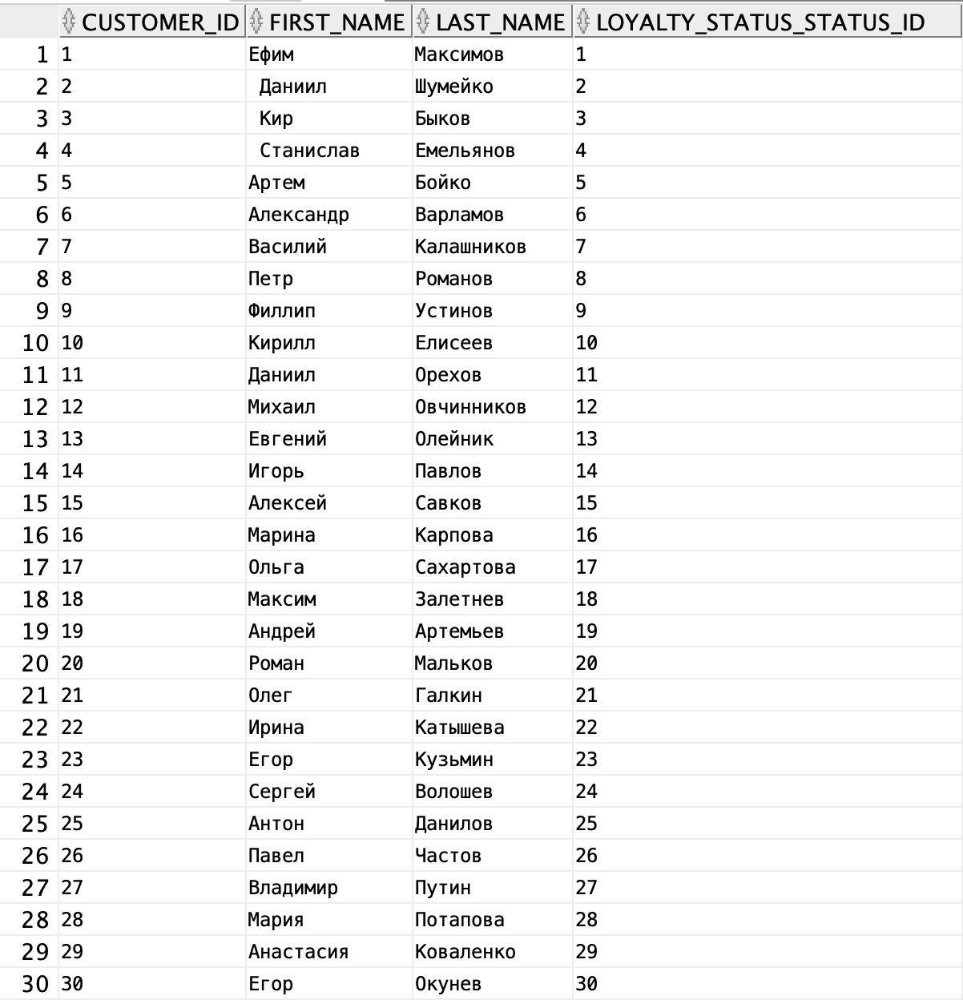 CUSTOMER_ID FIRST_NAME LAST_NAME LOYALTY_STATUS_STATUS_ID
1 1 Ефим Максимов 1
2 2 Даниил Шумейко 2
3 3 Кир Быков 3
4 4 Станислав Емельянов 4
5 5 Артем Бойко 5
6 6 Александр Варламов 6
7 7 Василий Калашников 7
8 8 Петр Романов 8
9 9 Филлип Устинов 9
10 10 Кирилл Елисеев 10
11 11 Даниил Орехов 11
12 12 Михаил Овчинников 12
13 13 Евгений Олейник 13
14 14 Игорь Павлов 14
15 15 Алексей Савков 15
16 16 Марина Карпова 16
17 17 Ольга Сахартова 17
18 18 Максим Залетнев 18
19 19 Андрей Артемьев 19
20 20 Роман Мальков 20
21 21 Олег Галкин 21
22 22 Ирина Катышева 22
23 23 Егор Кузьмин 23
24 24 Сергей Волошев 24
25 25 Антон Данилов 25
26 26 Павел Частов 26
27 27 Владимир Путин 27
28 28 Мария Потапова 28
29 29 Анастасия Коваленко 29
30 30 Егор Окунев 30